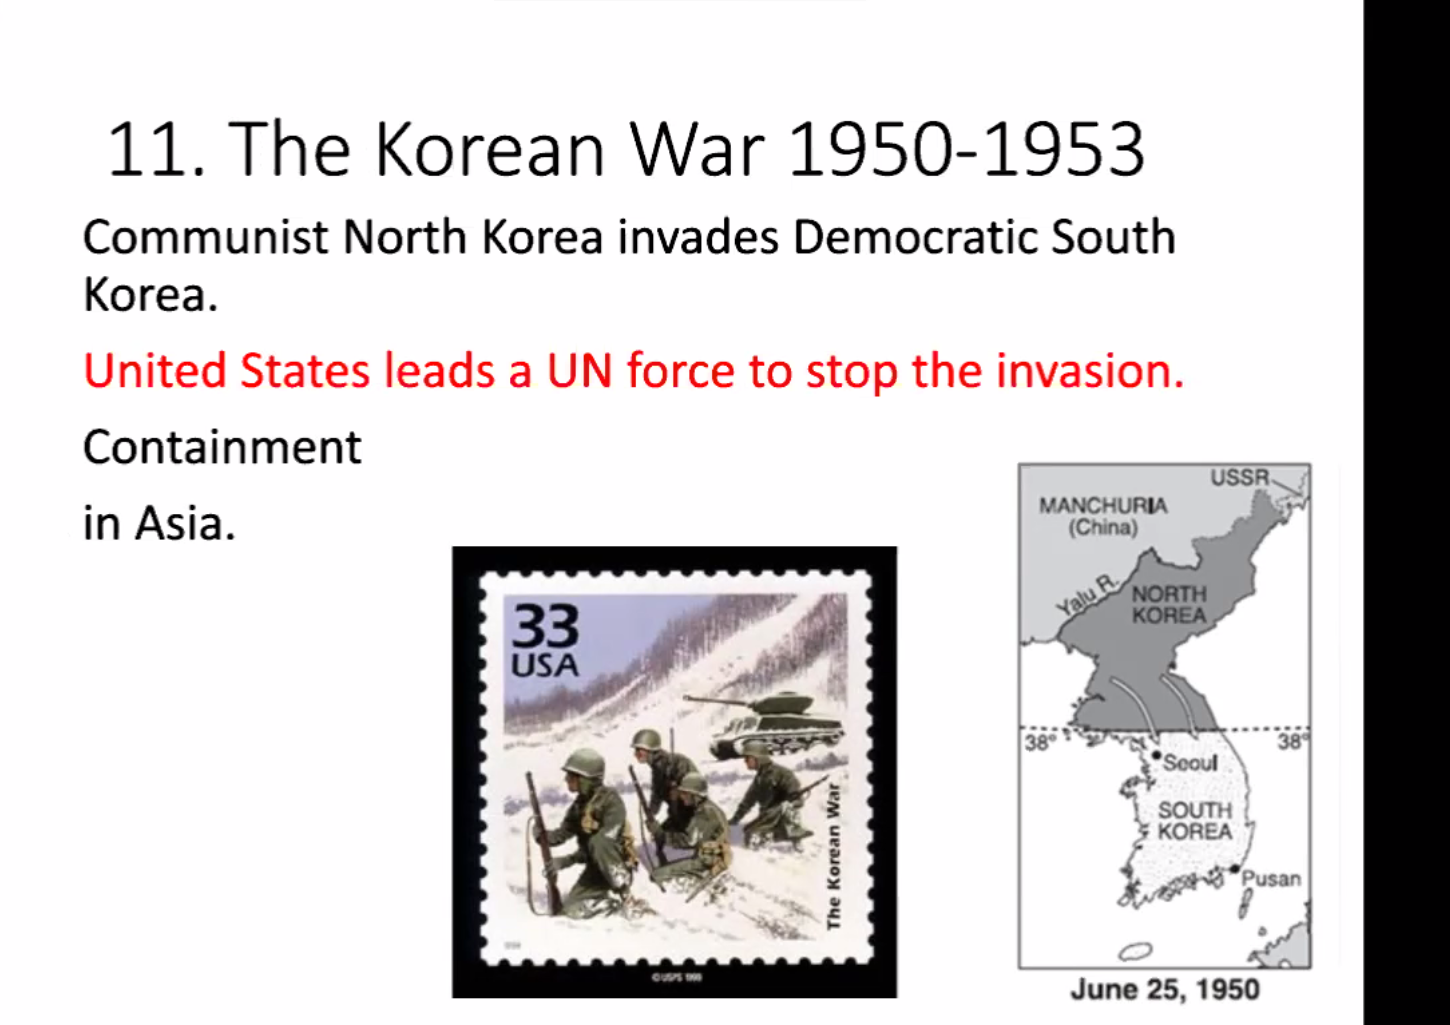 11. The Korean War 1950-1953
Communist North Korea invades Democratic South
Korea.
United States leads a UN force to stop the invasion.
Containment
in Asia.
33
USA
The Korean War
©USPS 1999
USSR
MANCHURIA
(China)
Yalu R.
NORTH
KOREA
38°
38°
Seoul
SOUTH
KOREA
Pusan
June 25, 1950